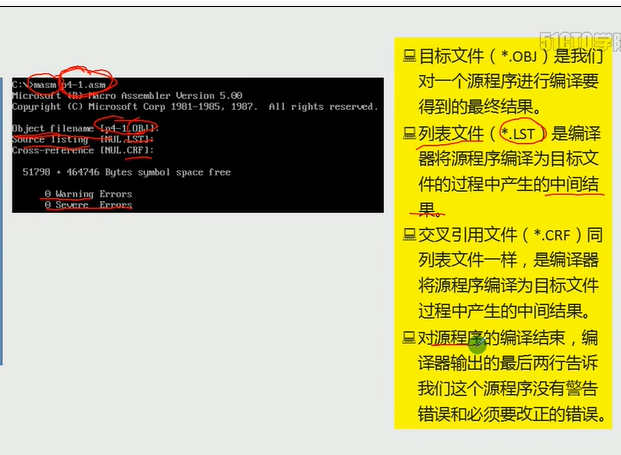 C:\>masm p4-1.asm
Microsoft (R) Macro Assembler Version 5.00
Copyright (C) Microsoft Corp 1981-1985, 1987.  All rights reserved.
Object filename [p4-1.OBJ]:
Source listing [NUL.LST]:
Cross-reference [NUL.CRF]:
51798 + 464746 Bytes symbol space free
0 Warning Errors
0 Severe  Errors
51CTO学院
目标文件（*.OBJ）是我们
对一个源程序进行编译要
得到的最终结果。
列表文件（*.LST）是编译
器将源程序编译为目标文
件的过程中产生的中间结
果。
交叉引用文件（*.CRF）同
列表文件一样，是编译器
将源程序编译为目标文件
过程中产生的中间结果。
对源程序的编译结束，编
译器输出的最后两行告诉
我们这个源程序没有警告
错误和必须要改正的错误。